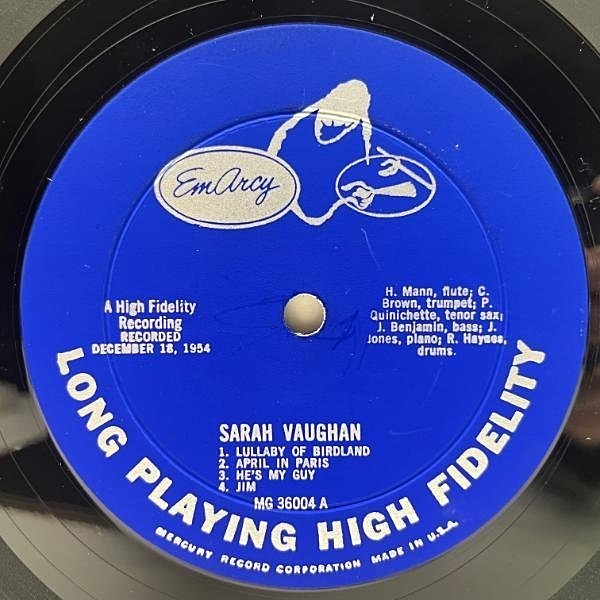 EmArcy
A High Fidelity
Recording
RECORDED
DECEMBER 18, 1954
H. Mann, flute; C.
Brown, trumpet; P.
Quinichette, tenor sax;
J. Benjamin, bass; J.
Jones, piano; R. Haynes,
drums.
SARAH VAUGHAN
1. LULLABY OF BIRDLAND
2. APRIL IN PARIS
3. HE'S MY GUY
4. JIM
MG 36004 A
LONG PLAYING HIGH FIDELITY
MERCURY RECORD CORPORATION MADE IN U.S.A.